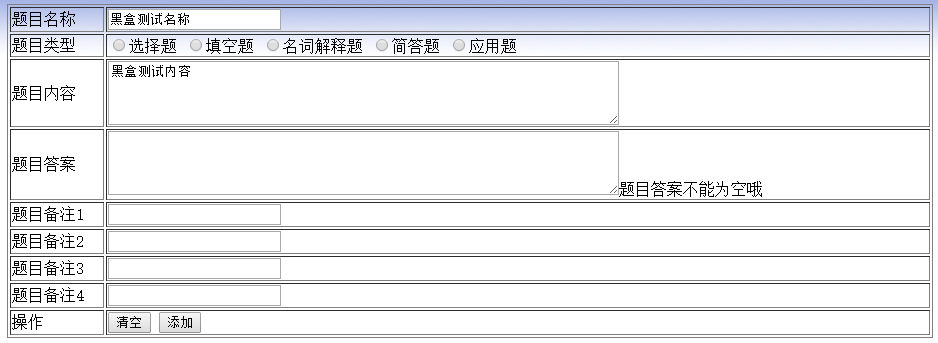 题目名称 黑盒测试名称
题目类型 选择题 填空题 名词解释题 简答题 应用题
题目内容 黑盒测试内容
题目答案 题目答案不能为空哦
题目备注1
题目备注2
题目备注3
题目备注4
操作 清空 添加